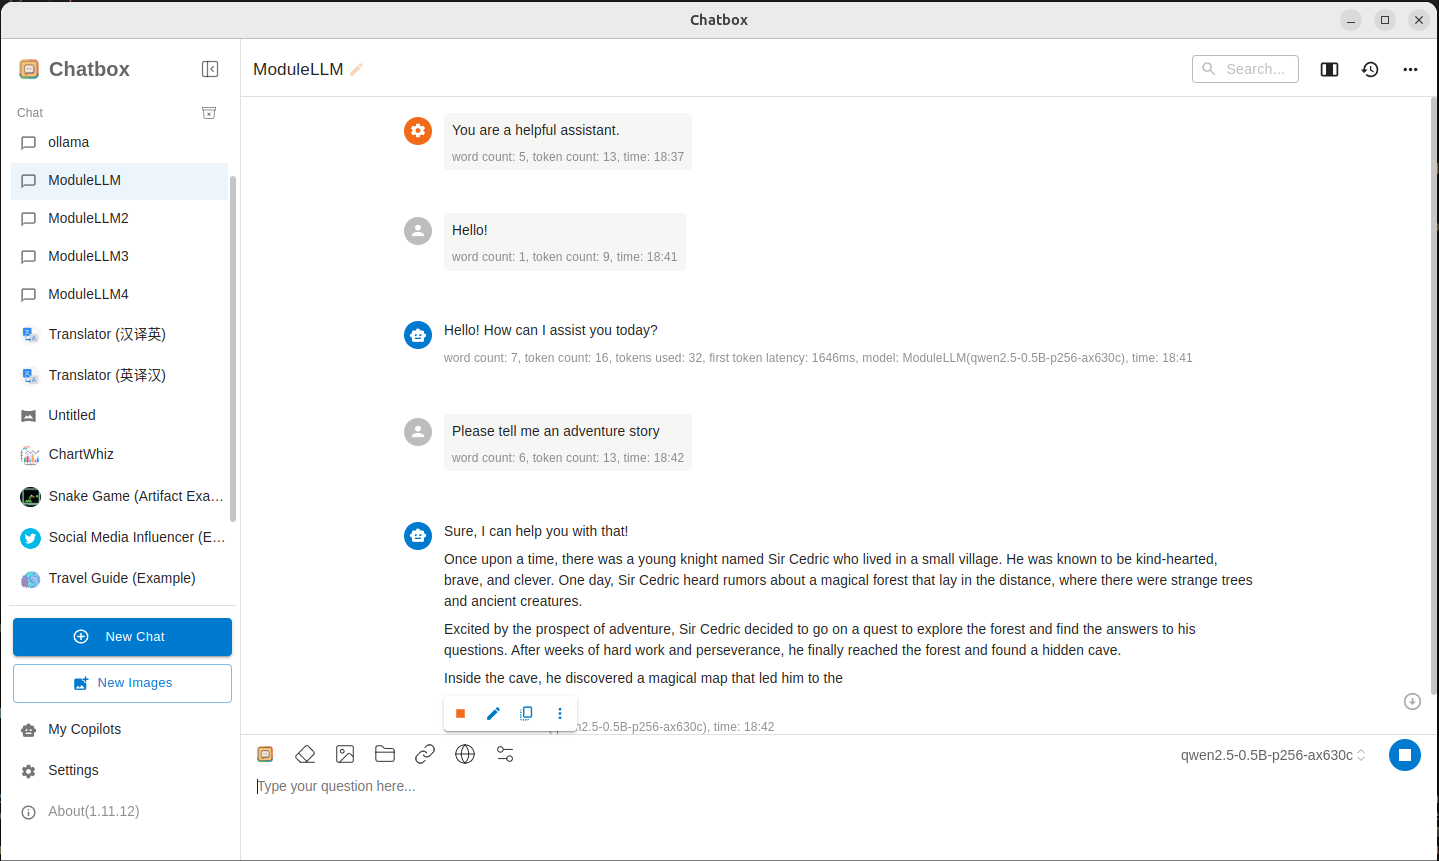 Chatbox
Chatbox
Chat
ollama
ModuleLLM
ModuleLLM2
ModuleLLM3
ModuleLLM4
Translator (汉译英)
Translator (英译汉)
Untitled
ChartWhiz
Snake Game (Artifact Exa...
Social Media Influencer (E...
Travel Guide (Example)
New Chat
New Images
My Copilots
Settings
About(1.11.12)
ModuleLLM
Search...
You are a helpful assistant.
word count: 5, token count: 13, time: 18:37
Hello!
word count: 1, token count: 9, time: 18:41
Hello! How can I assist you today?
word count: 7, token count: 16, tokens used: 32, first token latency: 1646ms, model: ModuleLLM(qwen2.5-0.5B-p256-ax630c), time: 18:41
Please tell me an adventure story
word count: 6, token count: 13, time: 18:42
Sure, I can help you with that!
Once upon a time, there was a young knight named Sir Cedric who lived in a small village. He was known to be kind-hearted,
brave, and clever. One day, Sir Cedric heard rumors about a magical forest that lay in the distance, where there were strange trees
and ancient creatures.
Excited by the prospect of adventure, Sir Cedric decided to go on a quest to explore the forest and find the answers to his
questions. After weeks of hard work and perseverance, he finally reached the forest and found a hidden cave.
Inside the cave, he discovered a magical map that led him to the
2.5-0.5B-p256-ax630c), time: 18:42
qwen2.5-0.5B-p256-ax630c
Type your question here...